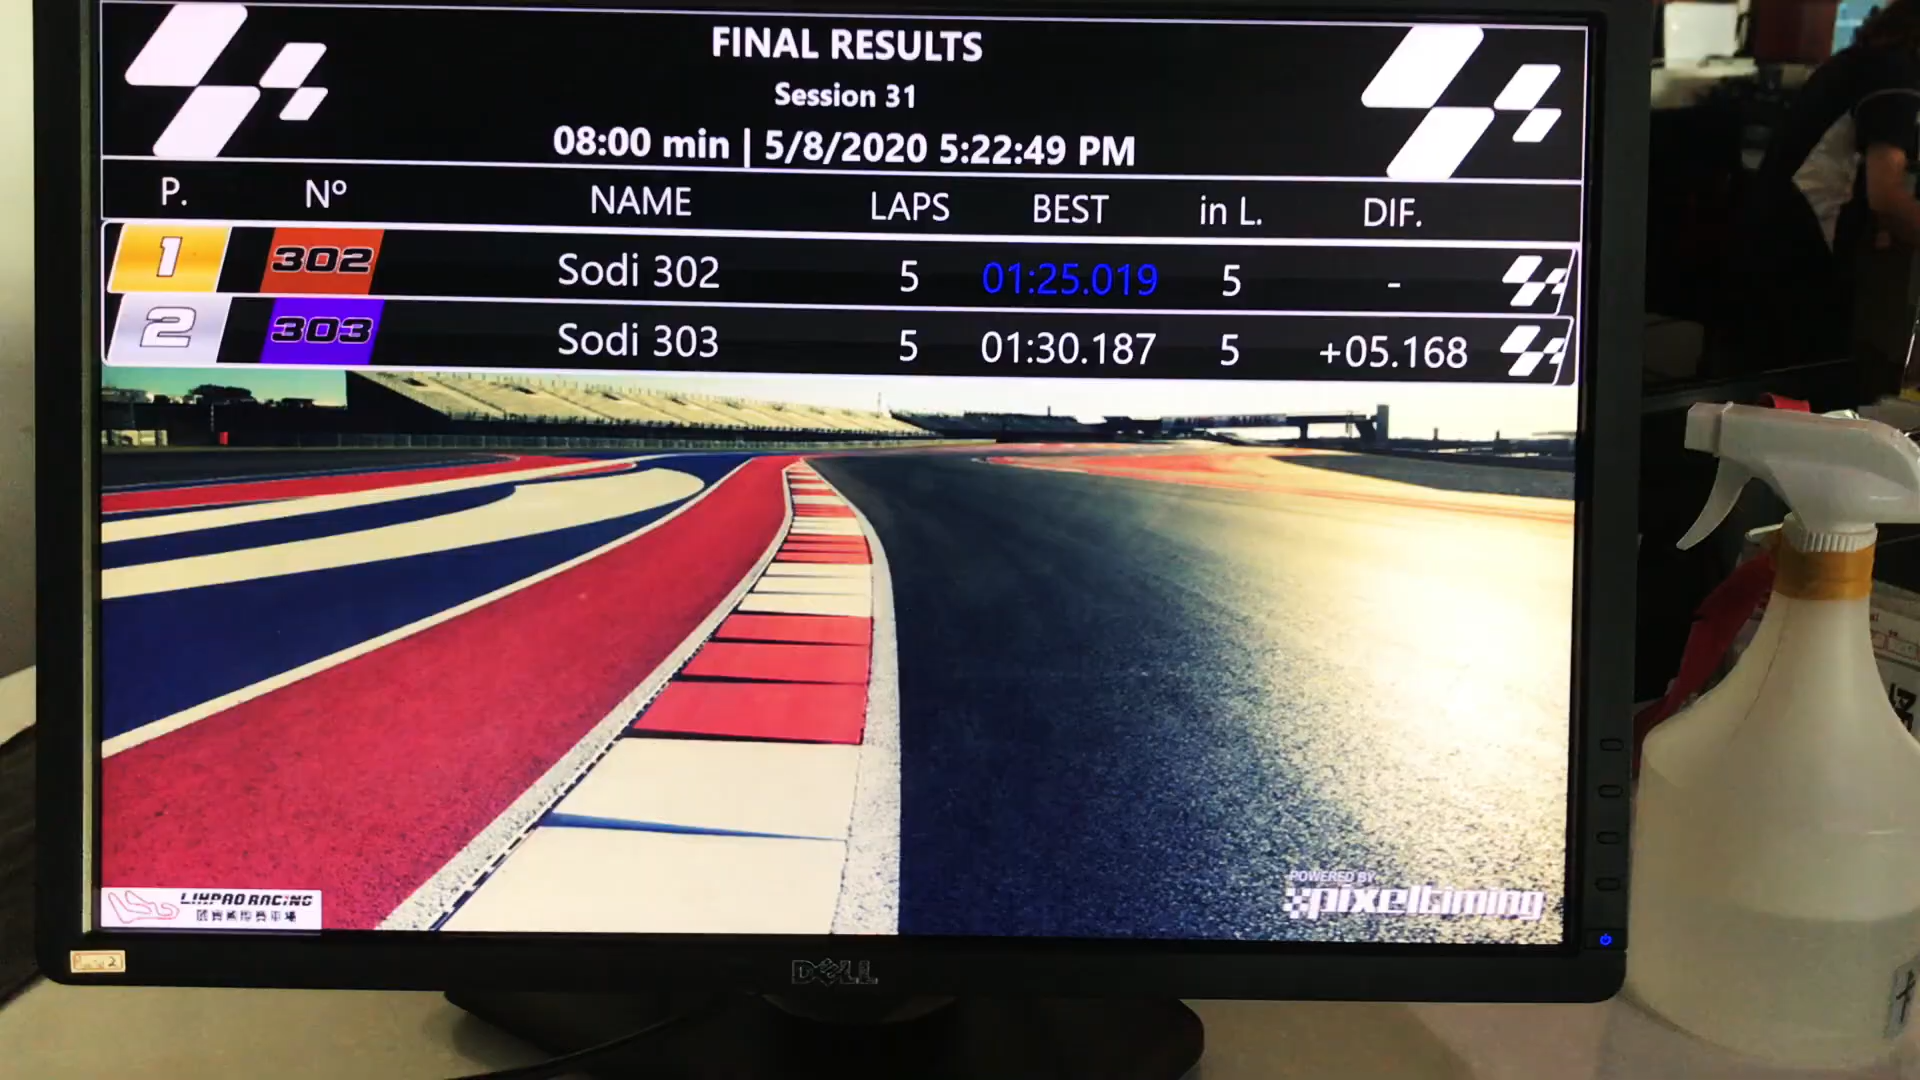 FINAL RESULTS
Session 31
08:00 min | 5/8/2020 5:22:49 PM
P. Nº NAME LAPS BEST in L. DIF.
1 302 Sodi 302 5 01:25.019 5 -
2 303 Sodi 303 5 01:30.187 5 +05.168
POWERED BY
pixeltiming
LIHPAO RACING
DELL